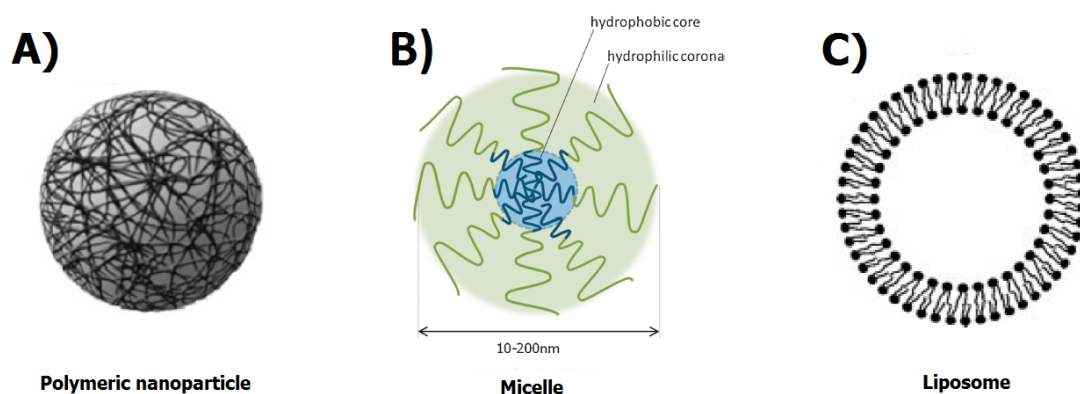 A)
B)
C)
hydrophobic core
hydrophilic corona
10-200nm
Polymeric nanoparticle
Micelle
Liposome